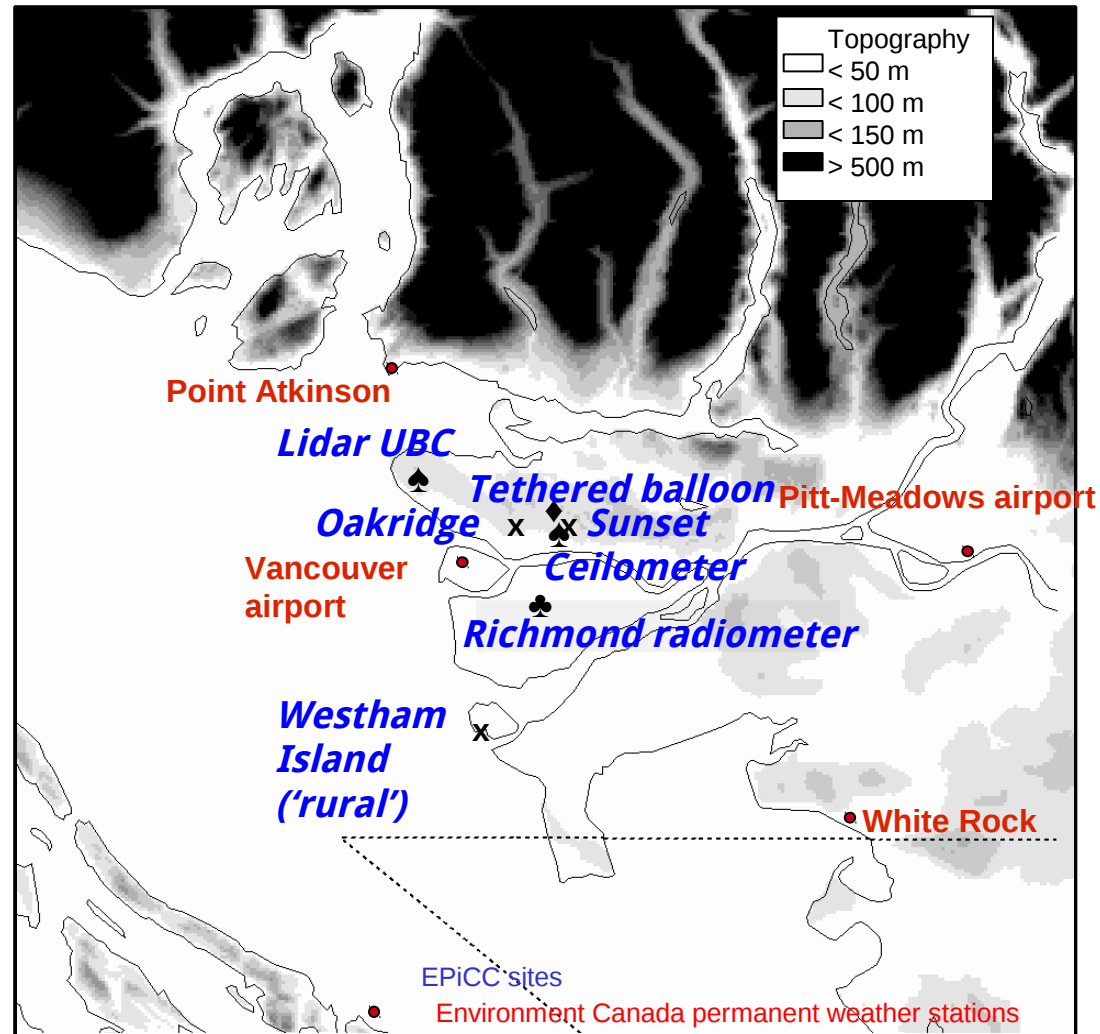 Topography
< 50 m
< 100 m
< 150 m
> 500 m
Point Atkinson
Lidar UBC
Tethered balloon
Pitt-Meadows airport
Oakridge
x
x
Sunset
Vancouver
airport
Ceilometer
Richmond radiometer
Westham
Island
(‘rural’)
x
White Rock
EPiCC sites
Environment Canada permanent weather stations